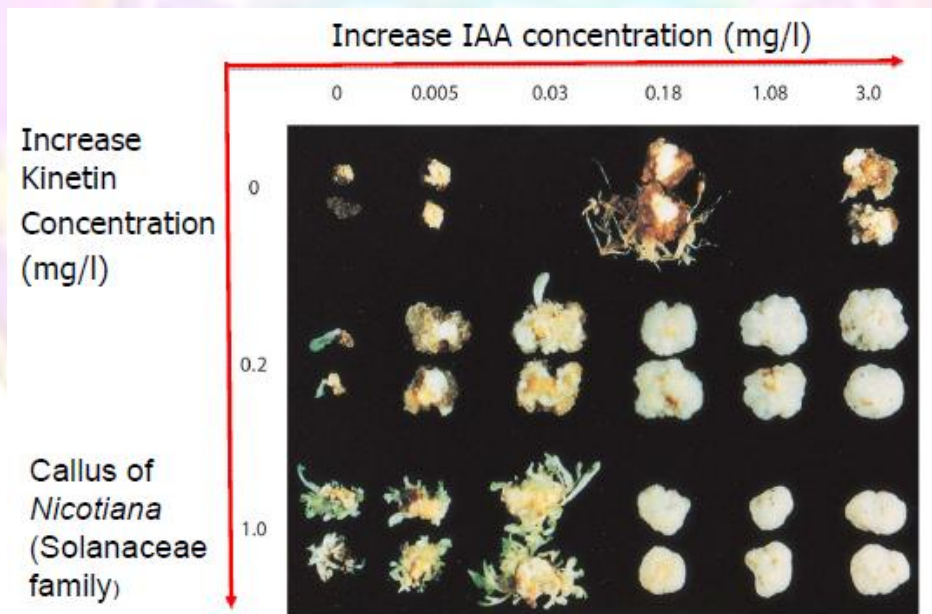 Increase IAA concentration (mg/l)
0 0.005 0.03 0.18 1.08 3.0
Increase
Kinetin
Concentration
(mg/l)
0
0.2
1.0
Callus of
Nicotiana
(Solanaceae
family)